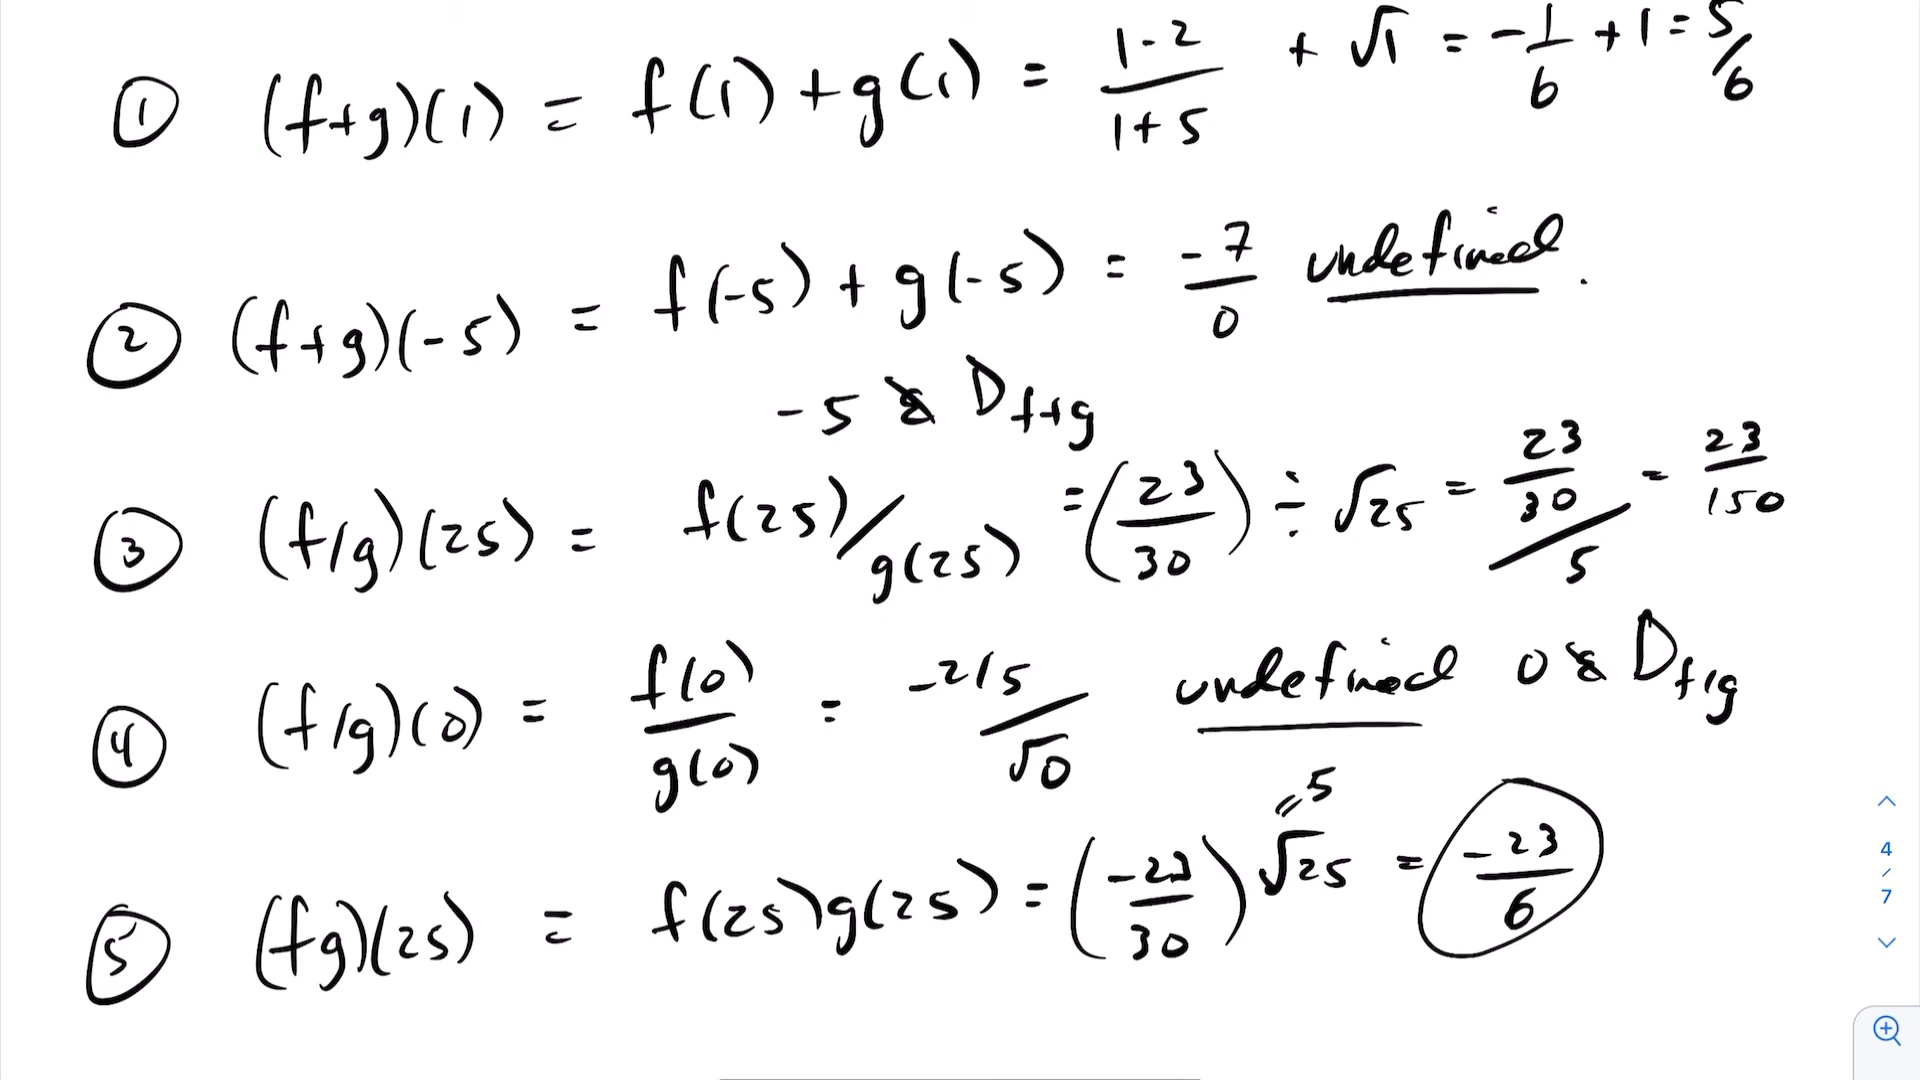 ① (f+g)(1) = f(1)+g(1) = (1-2)/(1+5) + √1 = -1/6 + 1 = 5/6
② (f+g)(-5) = f(-5) + g(-5) = -7/0 undefined.
-5 ∉ D_{f+g}
③ (f/g)(25) = f(25)/g(25) = (23/30) ÷ √25 = (23/30)/5 = 23/150
④ (f/g)(0) = f(0)/g(0) = (-2/5)/√0 undefined 0 ∉ D_{f/g}
=5
⑤ (fg)(25) = f(25)g(25) = (-23/30) √25 = -23/6
4
/
7